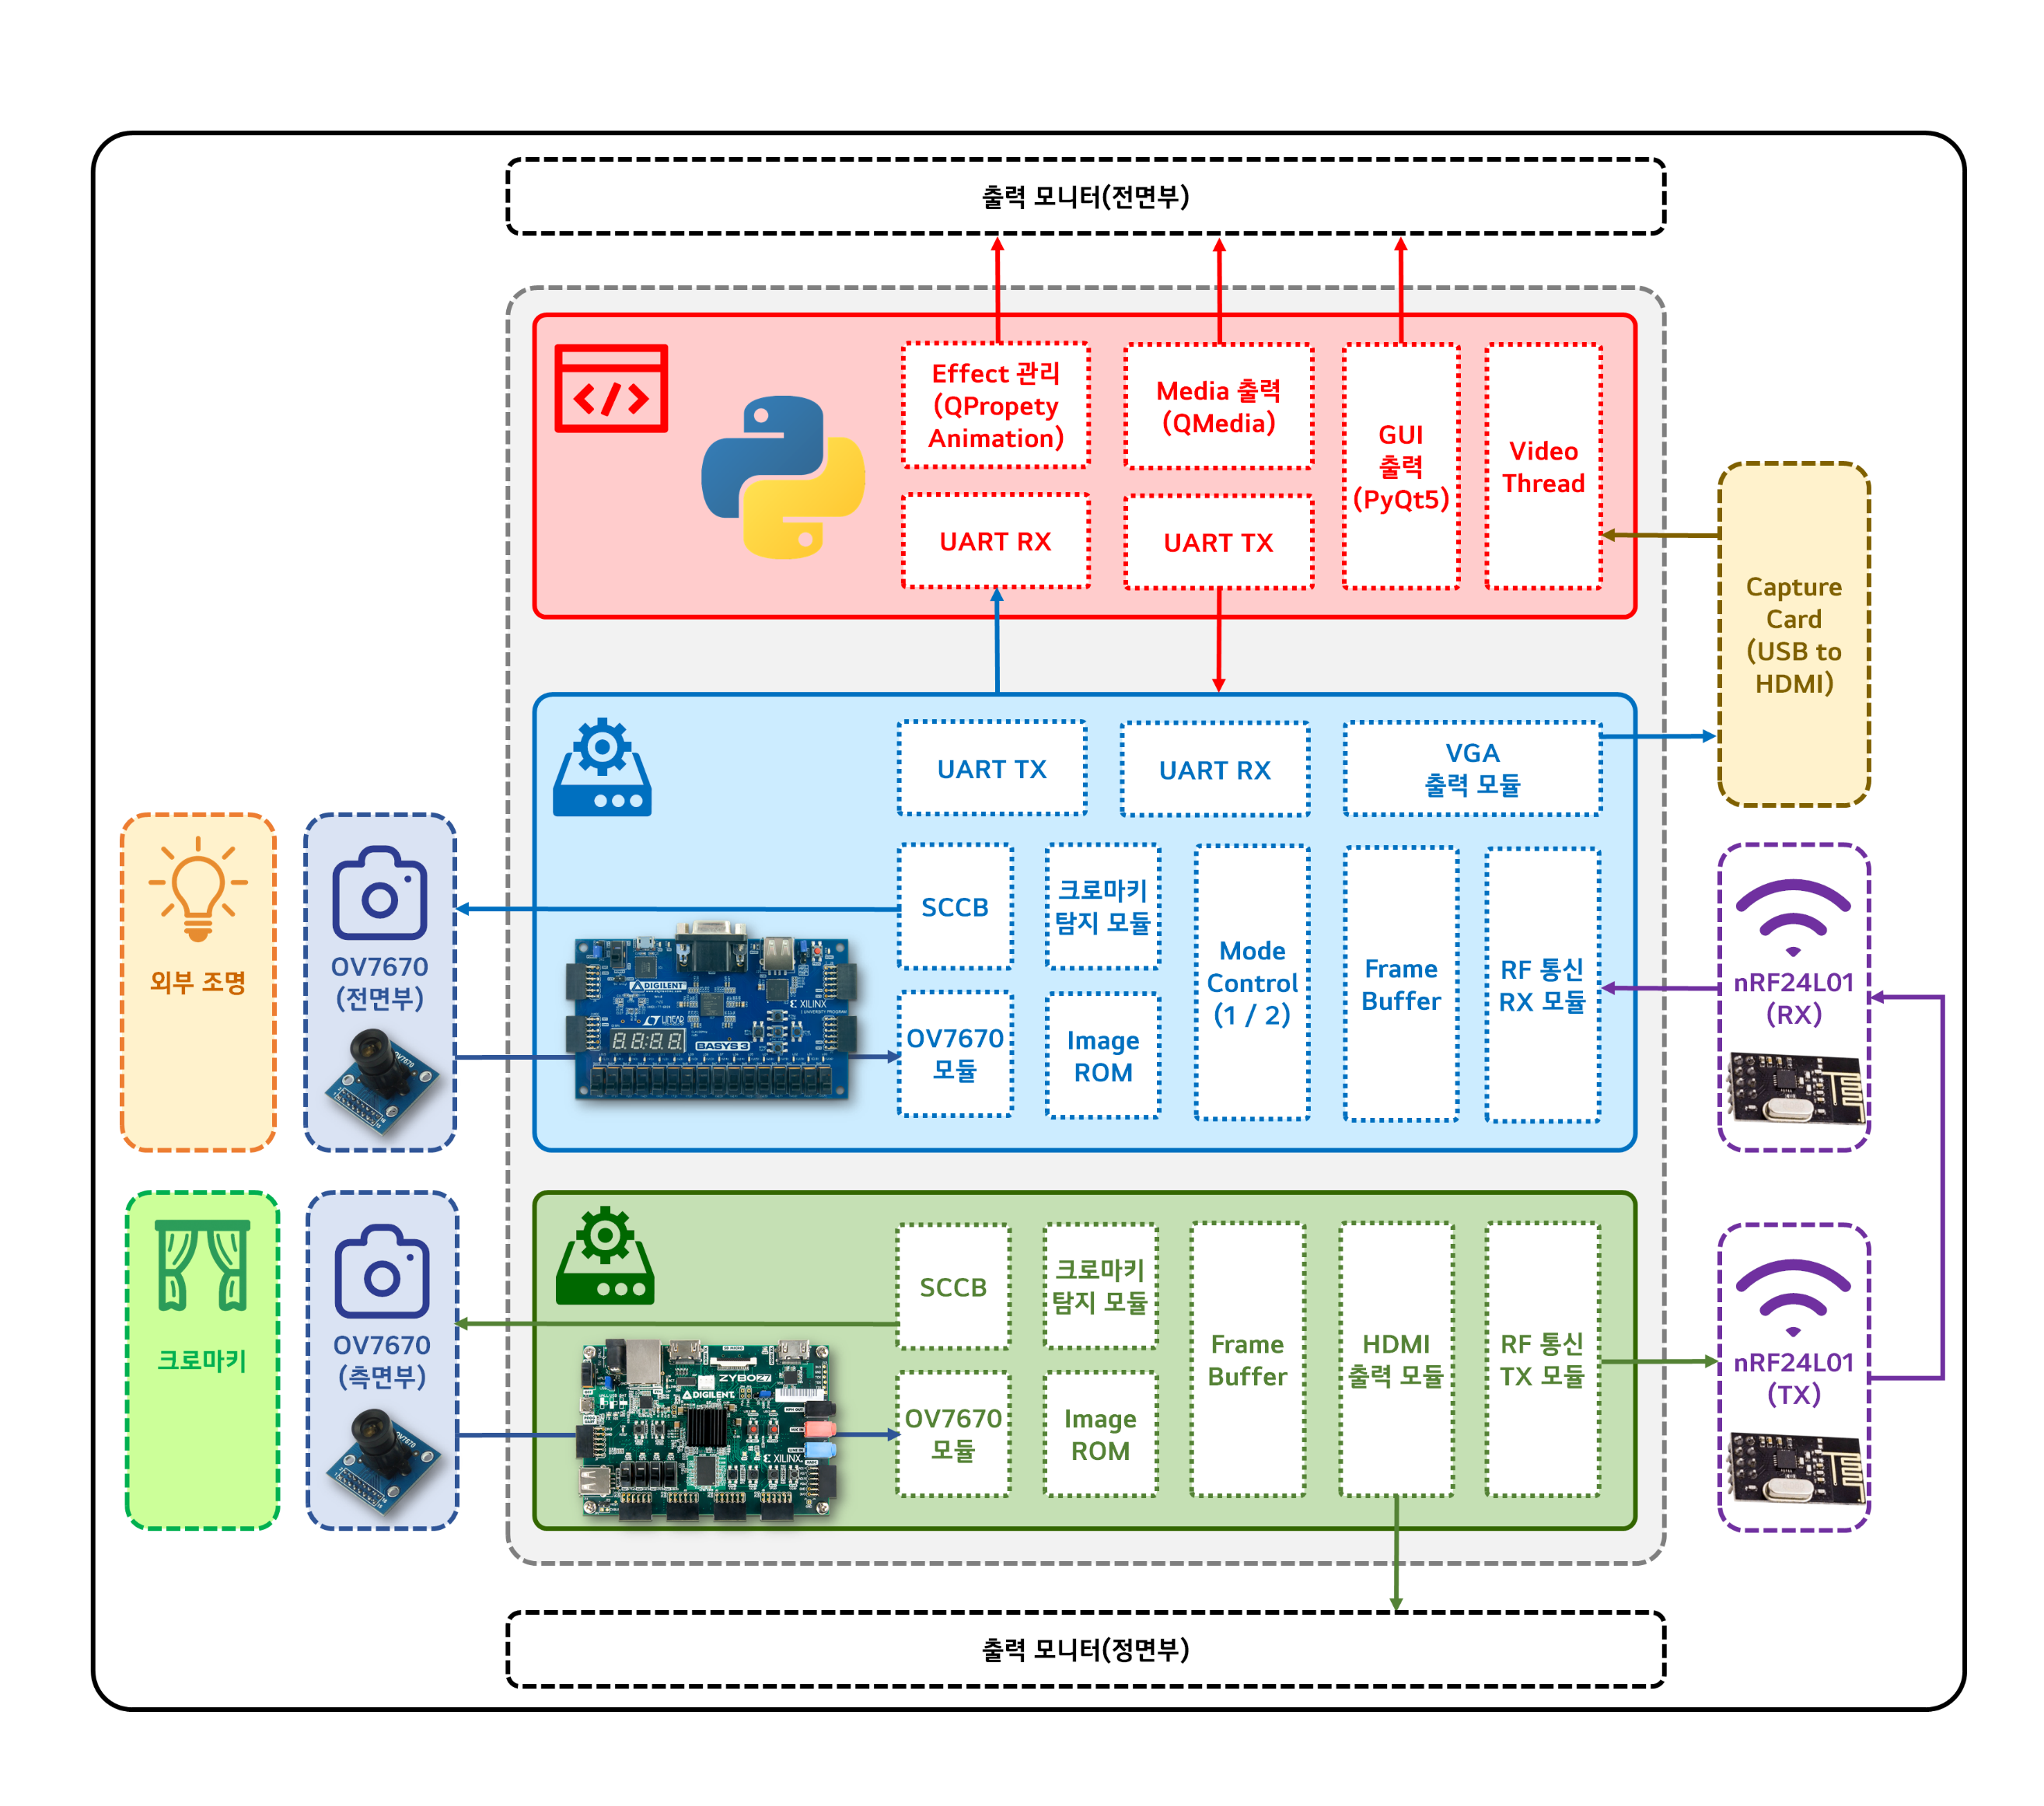 출력 모니터(전면부)
Effect 관리
(QPropety
Animation)
Media 출력
(QMedia)
GUI
출력
(PyQt5)
Video
Thread
UART RX
UART TX
Capture
Card
(USB to
HDMI)
UART TX
UART RX
VGA
출력 모듈
외부 조명
OV7670
(전면부)
OV7670
SCCB
크로마키
탐지 모듈
Mode
Control
(1 / 2)
Frame
Buffer
RF 통신
RX 모듈
OV7670
모듈
Image
ROM
DIGILENT
XILINX
UNIVERSITY PROGRAM
LINEAR
BASYS 3
nRF24L01
(RX)
크로마키
OV7670
(측면부)
OV7670
SCCB
크로마키
탐지 모듈
Frame
Buffer
HDMI
출력 모듈
RF 통신
TX 모듈
OV7670
모듈
Image
ROM
ZYBO Z7
DIGILENT
XILINX
nRF24L01
(TX)
출력 모니터(정면부)